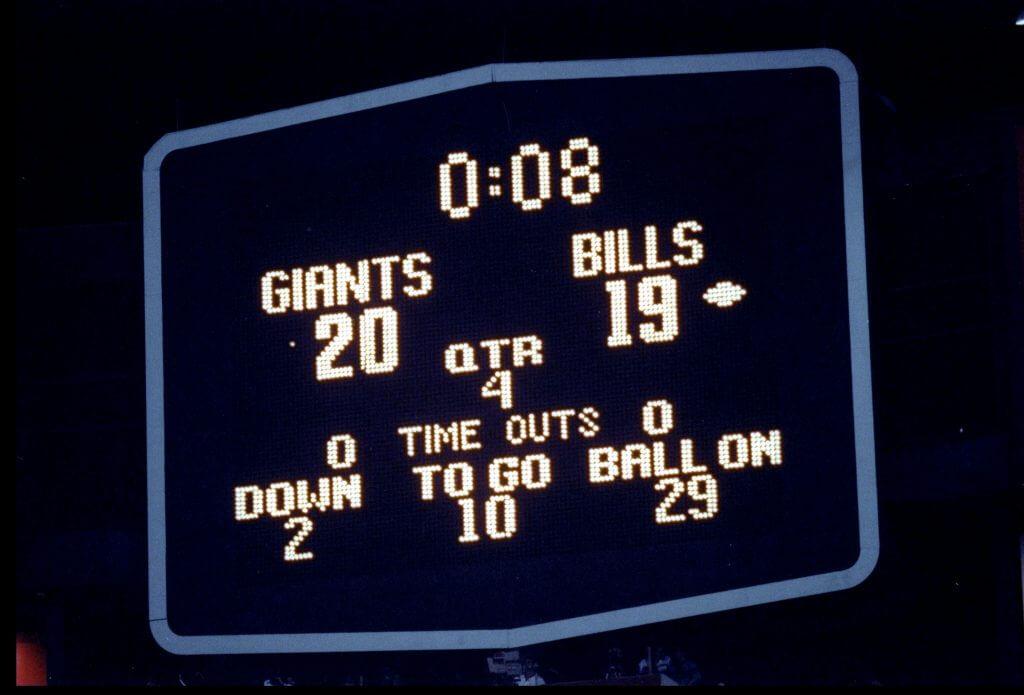 0:08
GIANTS BILLS
20 19
QTR
4
0 TIME OUTS 0
DOWN TO GO BALL ON
2 10 29